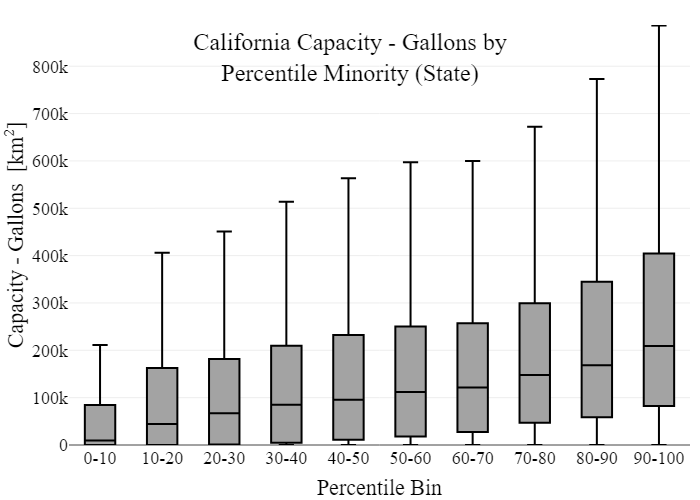 California Capacity - Gallons by
Percentile Minority (State)
Capacity - Gallons [km²]
800k
700k
600k
500k
400k
300k
200k
100k
0
0-10 10-20 20-30 30-40 40-50 50-60 60-70 70-80 80-90 90-100
Percentile Bin